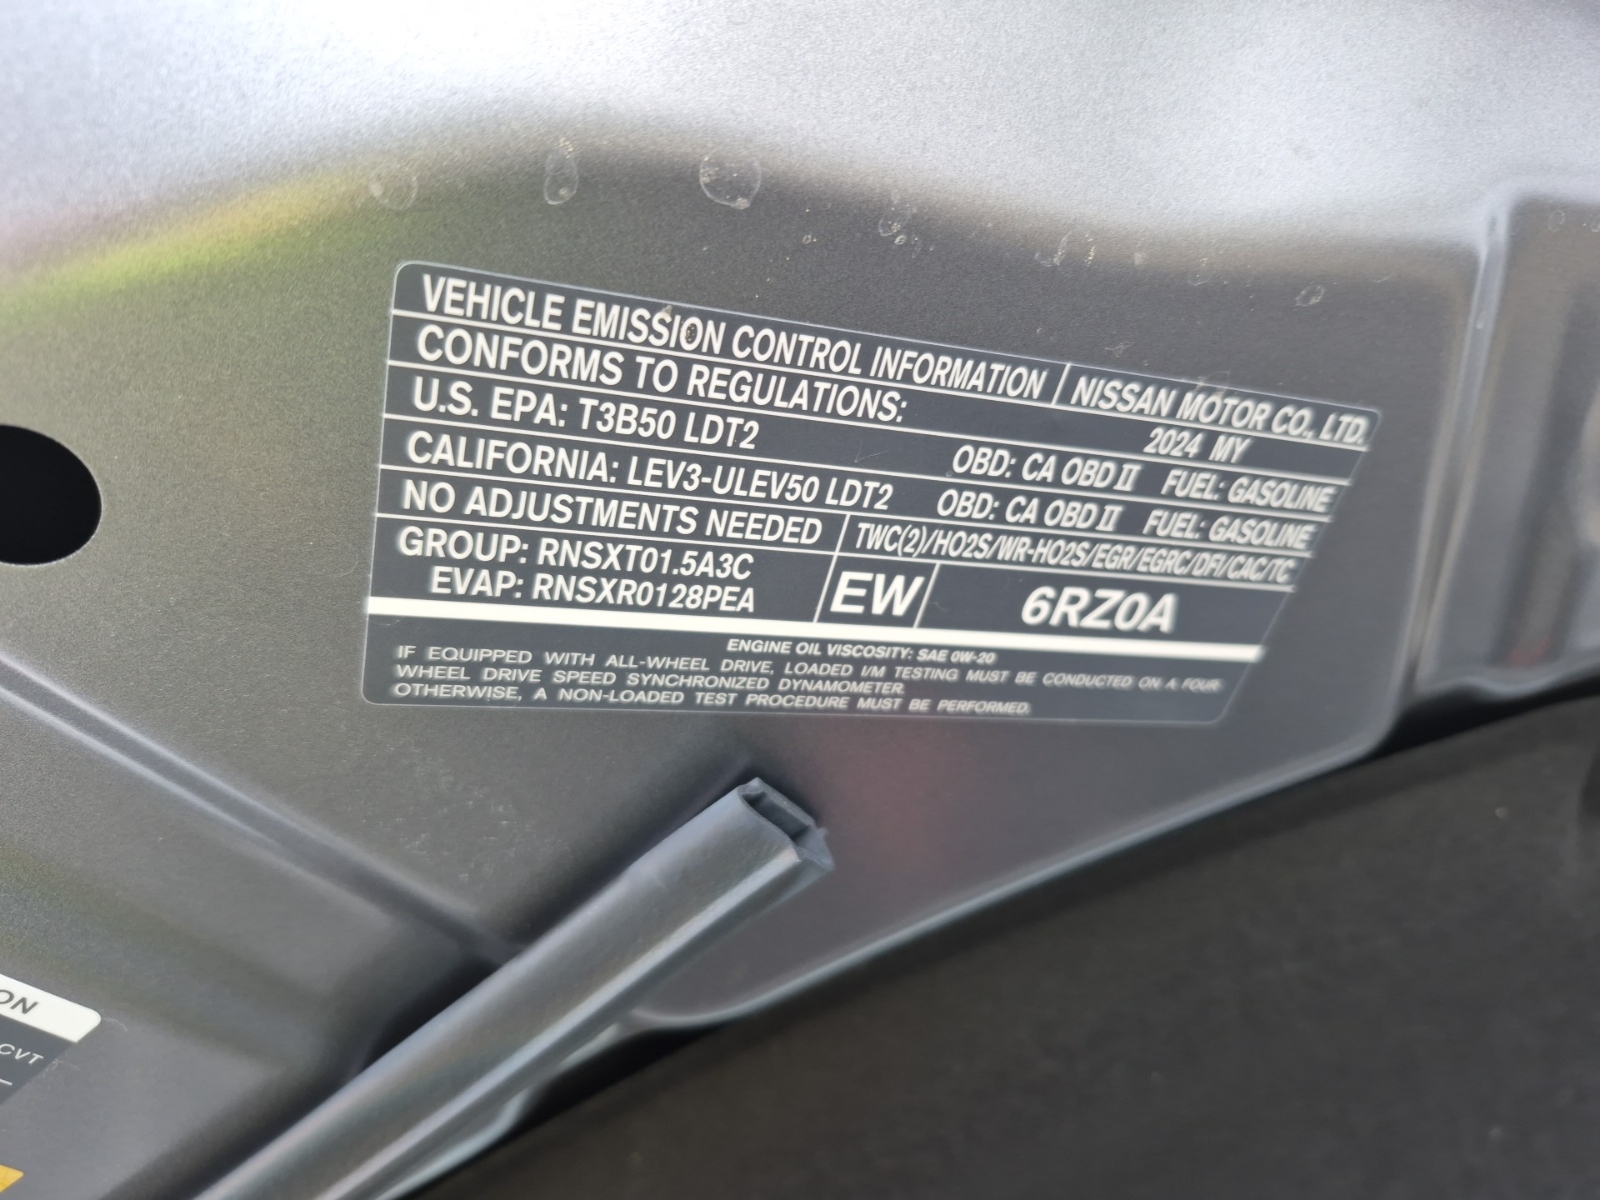 VEHICLE EMISSION CONTROL INFORMATION NISSAN MOTOR CO., LTD.
CONFORMS TO REGULATIONS: 2024 MY
U.S. EPA: T3B50 LDT2 OBD: CA OBD II FUEL: GASOLINE
CALIFORNIA: LEV3-ULEV50 LDT2 OBD: CA OBD II FUEL: GASOLINE
NO ADJUSTMENTS NEEDED TWC(2)/HO2S/WR-HO2S/EGR/EGRC/DFI/CAC/TC
GROUP: RNSXT01.5A3C
EVAP: RNSXR0128PEA
EW 6RZ0A
ENGINE OIL VISCOSITY: SAE 0W-20
IF EQUIPPED WITH ALL-WHEEL DRIVE, LOADED I/M TESTING MUST BE CONDUCTED ON A FOUR
WHEEL DRIVE SPEED SYNCHRONIZED DYNAMOMETER.
OTHERWISE, A NON-LOADED TEST PROCEDURE MUST BE PERFORMED.
ON
CVT